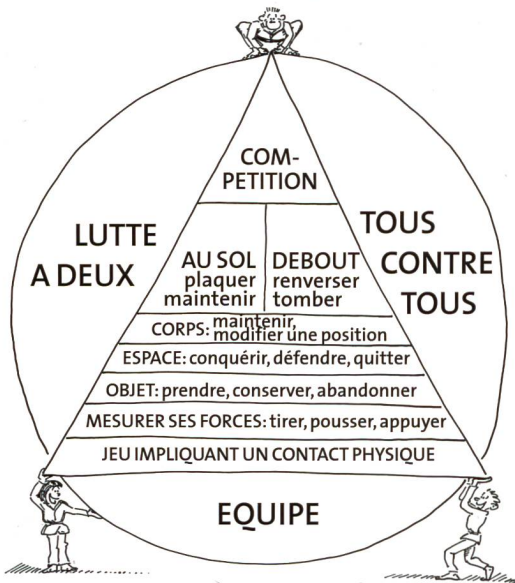 COM-
PETITION
LUTTE
A DEUX
TOUS
CONTRE
TOUS
AU SOL
plaquer
maintenir
DEBOUT
renverser
tomber
CORPS: maintenir,
modifier une position
ESPACE: conquérir, défendre, quitter
OBJET: prendre, conserver, abandonner
MESURER SES FORCES: tirer, pousser, appuyer
JEU IMPLIQUANT UN CONTACT PHYSIQUE
EQUIPE